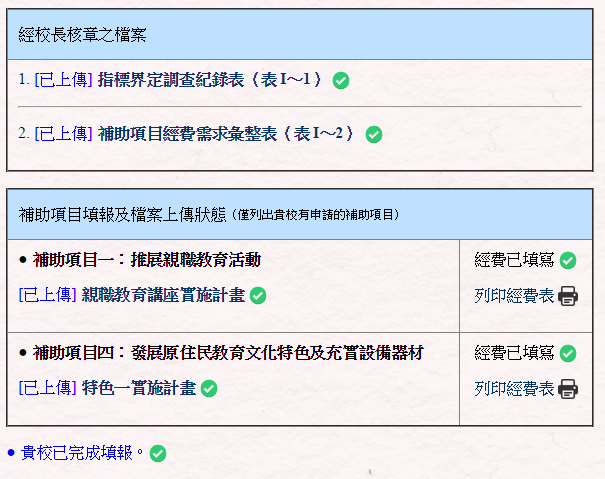 經校長核章之檔案
1. [已上傳] 指標界定調查紀錄表（表 I～1）
2. [已上傳] 補助項目經費需求彙整表（表 I～2）
補助項目填報及檔案上傳狀態 (僅列出貴校有申請的補助項目)
● 補助項目一：推展親職教育活動
經費已填寫
[已上傳] 親職教育講座實施計畫
列印經費表
● 補助項目四：發展原住民教育文化特色及充實設備器材
經費已填寫
[已上傳] 特色一實施計畫
列印經費表
● 貴校已完成填報。